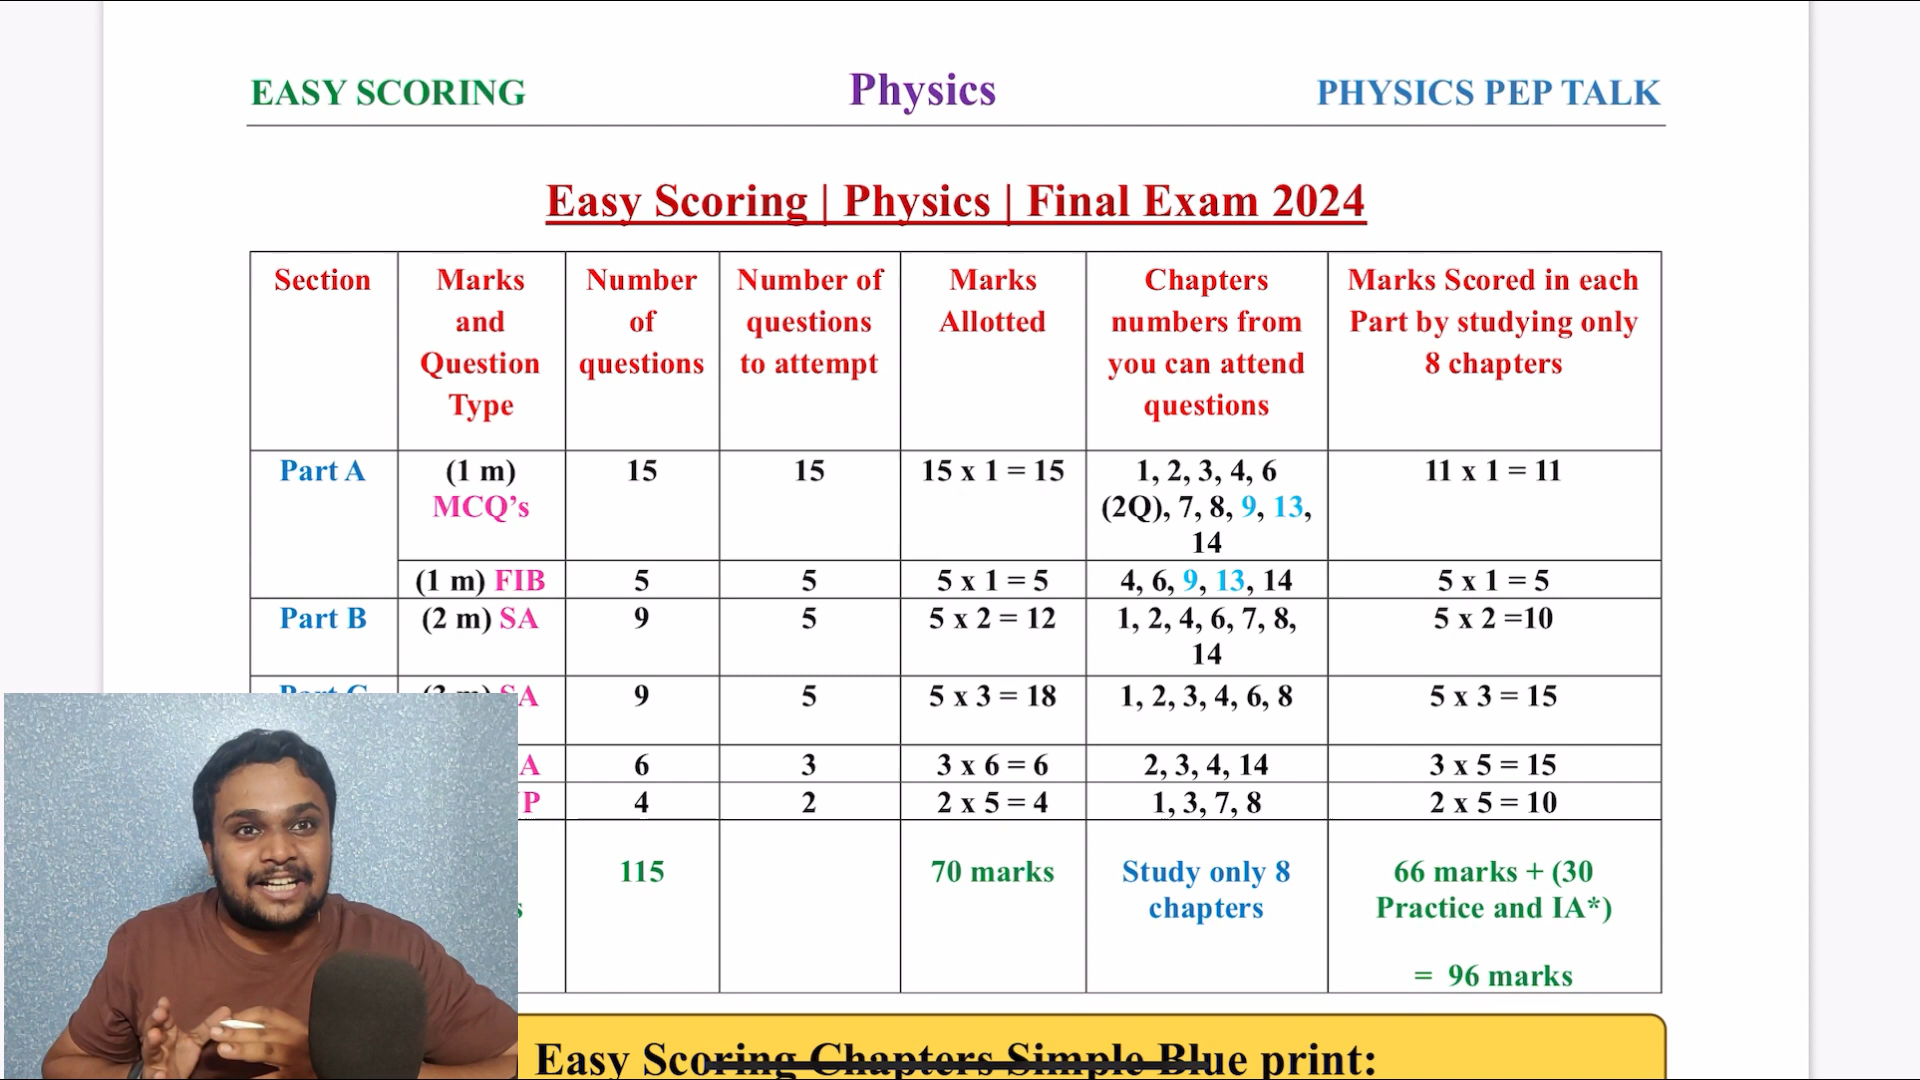 EASY SCORING Physics PHYSICS PEP TALK
Easy Scoring | Physics | Final Exam 2024
Section Marks and Question Type Number of questions Number of questions to attempt Marks Allotted Chapters numbers from you can attend questions Marks Scored in each Part by studying only 8 chapters
Part A (1 m) MCQ’s 15 15 15 x 1 = 15 1, 2, 3, 4, 6 (2Q), 7, 8, 9, 13, 14 11 x 1 = 11
(1 m) FIB 5 5 5 x 1 = 5 4, 6, 9, 13, 14 5 x 1 = 5
Part B (2 m) SA 9 5 5 x 2 = 12 1, 2, 4, 6, 7, 8, 14 5 x 2 =10
SA 9 5 5 x 3 = 18 1, 2, 3, 4, 6, 8 5 x 3 = 15
A 6 3 3 x 6 = 6 2, 3, 4, 14 3 x 5 = 15
P 4 2 2 x 5 = 4 1, 3, 7, 8 2 x 5 = 10
s 115 70 marks Study only 8 chapters 66 marks + (30 Practice and IA*) = 96 marks
Easy Scoring Chapters Simple Blue print: